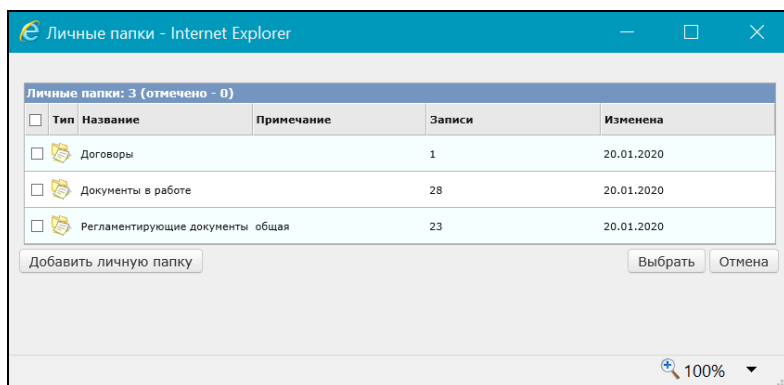 Личные папки - Internet Explorer
Личные папки: 3 (отмечено - 0)
Тип Название Примечание Записи Изменена
Договоры 1 20.01.2020
Документы в работе 28 20.01.2020
Регламентирующие документы общая 23 20.01.2020
Добавить личную папку Выбрать Отмена
100%